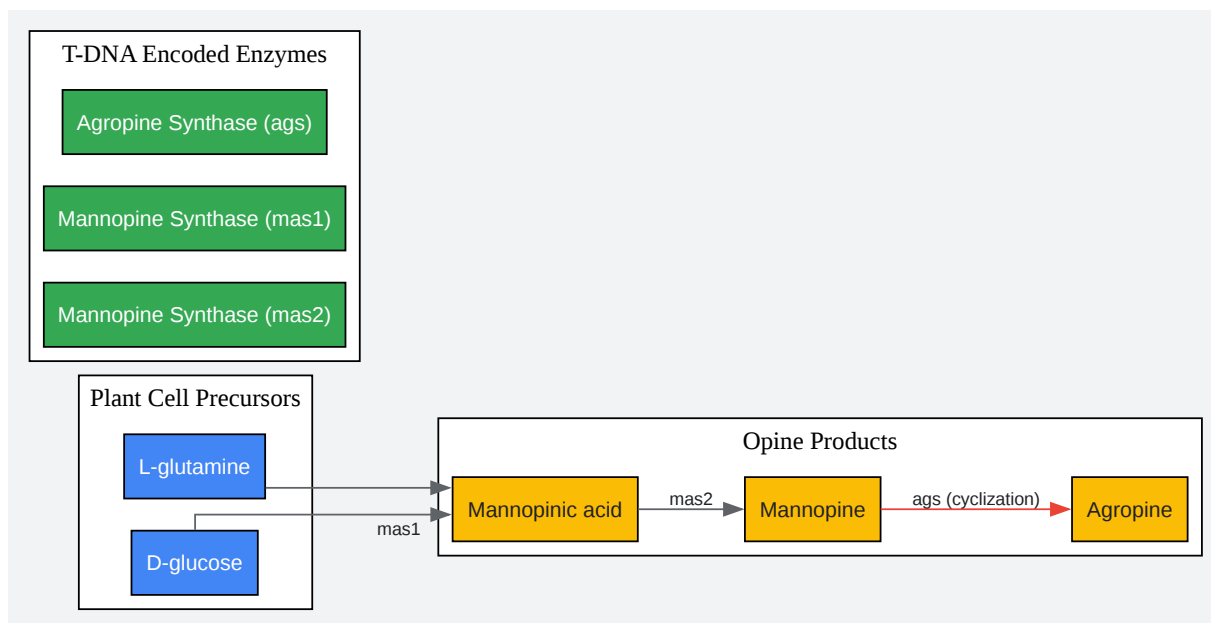 T-DNA Encoded Enzymes
Agropine Synthase (ags)
Mannopine Synthase (mas1)
Mannopine Synthase (mas2)
Plant Cell Precursors
L-glutamine
D-glucose
mas1
Opine Products
Mannopinic acid
mas2
Mannopine
ags (cyclization)
Agropine